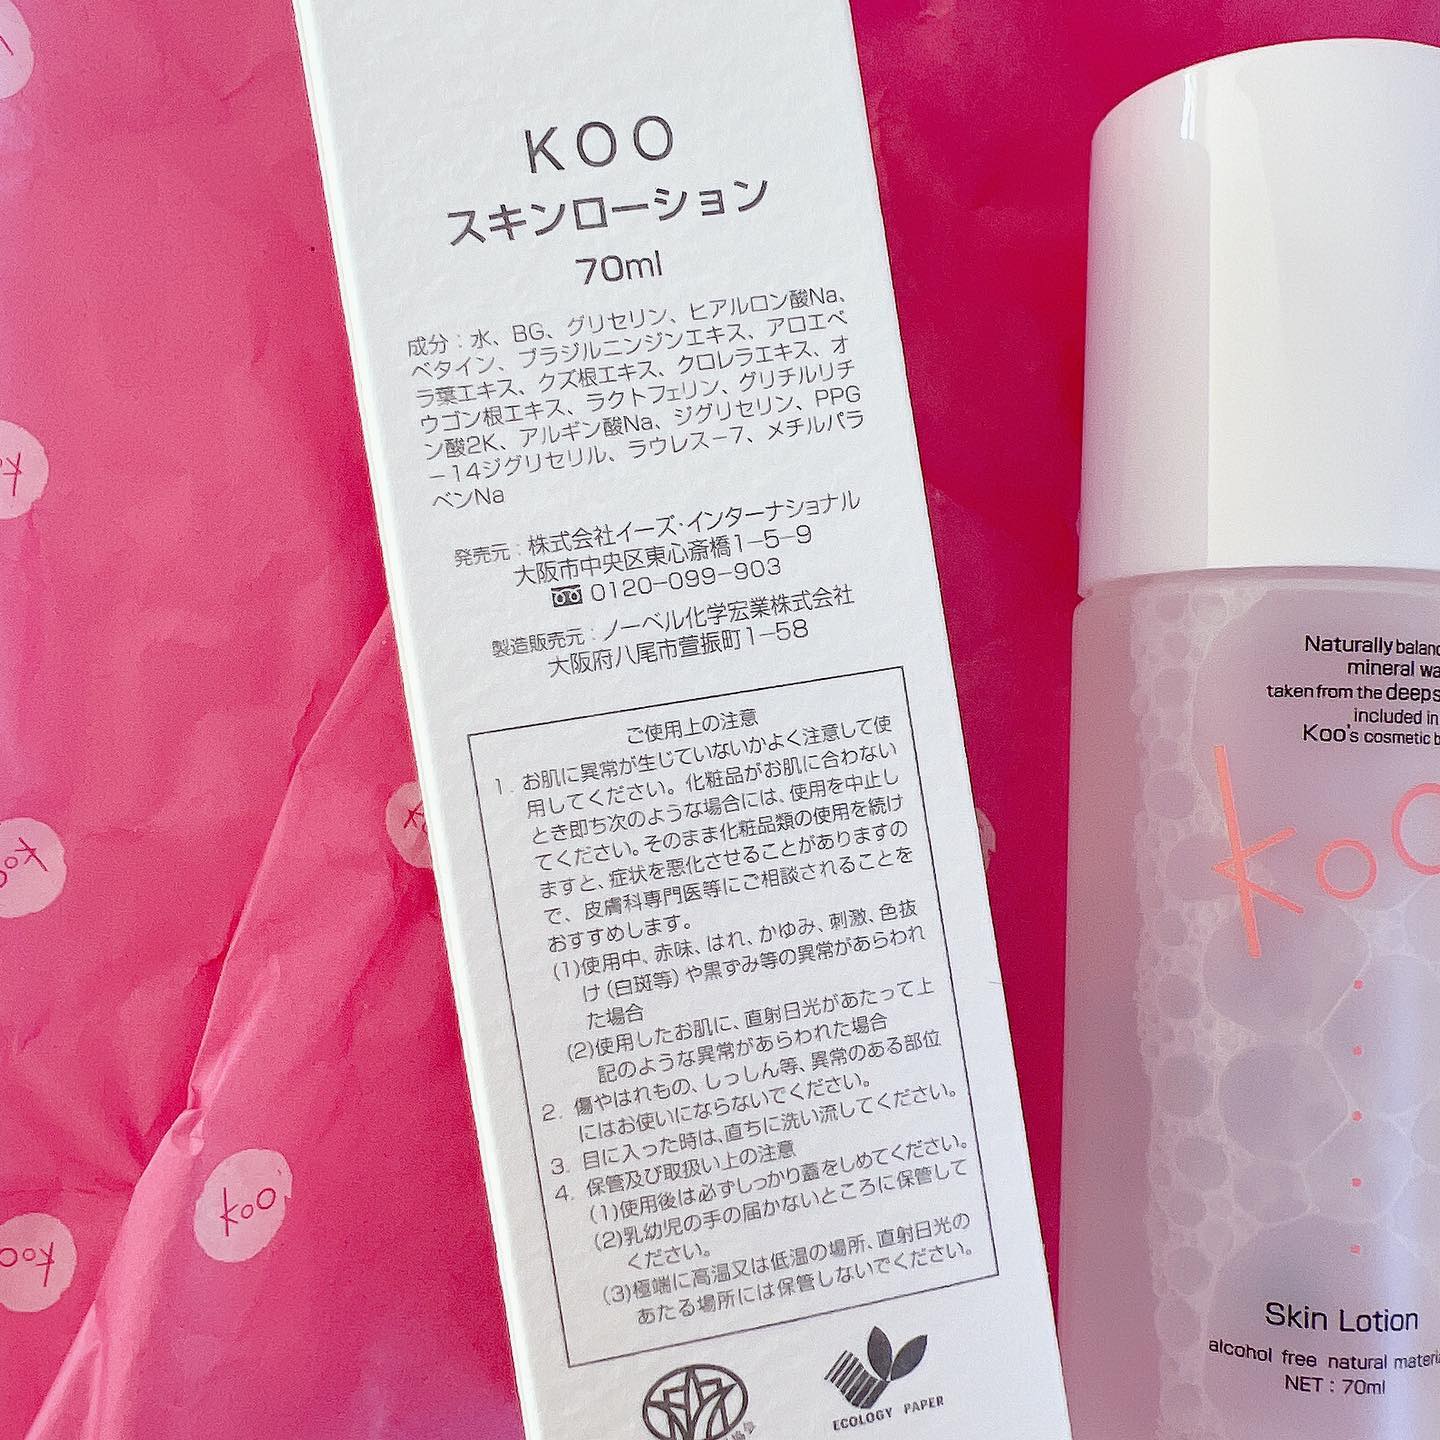 KOO
スキンローション
70ml
成分：水、BG、グリセリン、ヒアルロン酸Na、
ベタイン、ブラジルニンジンエキス、アロエベ
ラ葉エキス、クズ根エキス、クロレラエキス、オ
ウゴン根エキス、ラクトフェリン、グリチルリチ
ン酸2K、アルギン酸Na、ジグリセリン、PPG
－14ジグリセリル、ラウレス－7、メチルパラ
ベンNa
発売元：株式会社イーズ・インターナショナル
大阪市中央区東心斎橋1－5－9
0120－099－903
製造販売元：ノーベル化学宏業株式会社
大阪府八尾市萱振町1－58
ご使用上の注意
1. お肌に異常が生じていないかよく注意して使
用してください。化粧品がお肌に合わない
とき即ち次のような場合には、使用を中止し
てください。そのまま化粧品類の使用を続け
ますと、症状を悪化させることがありますの
で、皮膚科専門医等にご相談されることを
おすすめします。
(1)使用中、赤味、はれ、かゆみ、刺激、色抜
け（白斑等）や黒ずみ等の異常があらわれ
た場合
(2)使用したお肌に、直射日光があたって上
記のような異常があらわれた場合
2. 傷やはれもの、しっしん等、異常のある部位
にはお使いにならないでください。
3. 目に入った時は、直ちに洗い流してください。
4. 保管及び取扱い上の注意
(1)使用後は必ずしっかり蓋をしめてください。
(2)乳幼児の手の届かないところに保管して
ください。
(3)極端に高温又は低温の場所、直射日光の
あたる場所には保管しないでください。
ECOLOGY PAPER
Naturally balanc
mineral wa
taken from the deep s
included in
Koo's cosmetic b
koo
Skin Lotion
alcohol free natural materia
NET : 70ml
koo
koo
koo